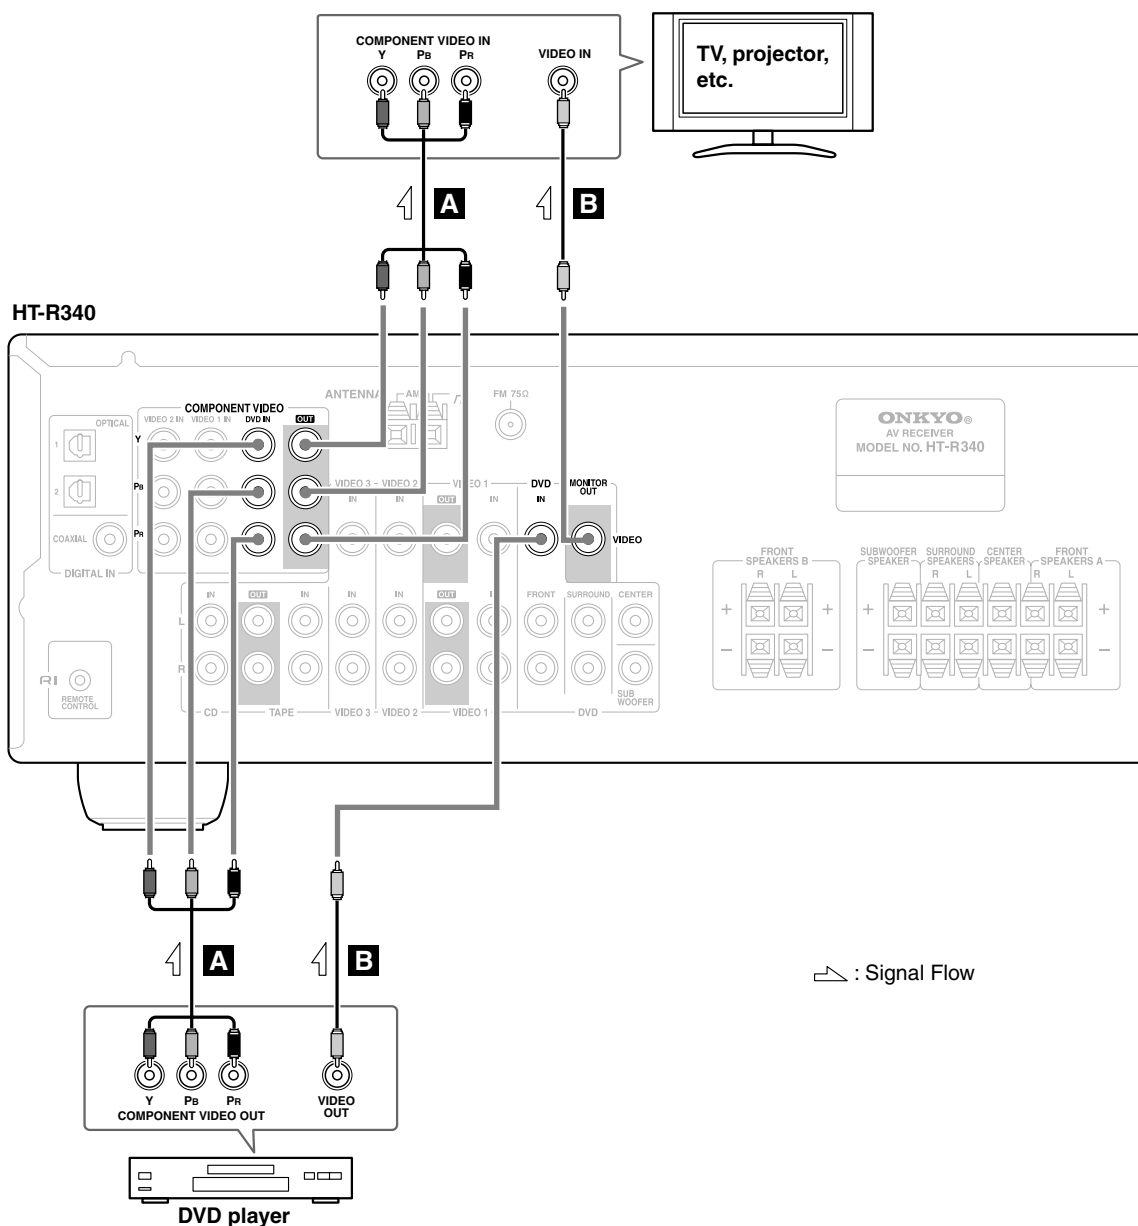 COMPONENT VIDEO IN
Y PB PR
VIDEO IN
TV, projector,
etc.
A
B
HT-R340
ANTENNA
AM
FM 75Ω
ONKYO®
AV RECEIVER
MODEL NO. HT-R340
COMPONENT VIDEO
VIDEO 2 IN VIDEO 1 IN DVD IN OUT
OPTICAL
1
2
COAXIAL
DIGITAL IN
Y
PB
PR
VIDEO 3 VIDEO 2 VIDEO 1 DVD MONITOR
OUT
IN IN OUT IN IN
VIDEO
FRONT
SPEAKERS B
R L
SUBWOOFER
SPEAKER
SURROUND
SPEAKERS
R L
CENTER
SPEAKER
FRONT
SPEAKERS A
R L
+ + + +
– – – –
IN OUT IN IN IN OUT IN FRONT SURROUND CENTER
L
R
SUB
WOOFER
CD TAPE VIDEO 3 VIDEO 2 VIDEO 1 DVD
RI
REMOTE
CONTROL
A
B
: Signal Flow
Y PB PR
COMPONENT VIDEO OUT
VIDEO
OUT
DVD player